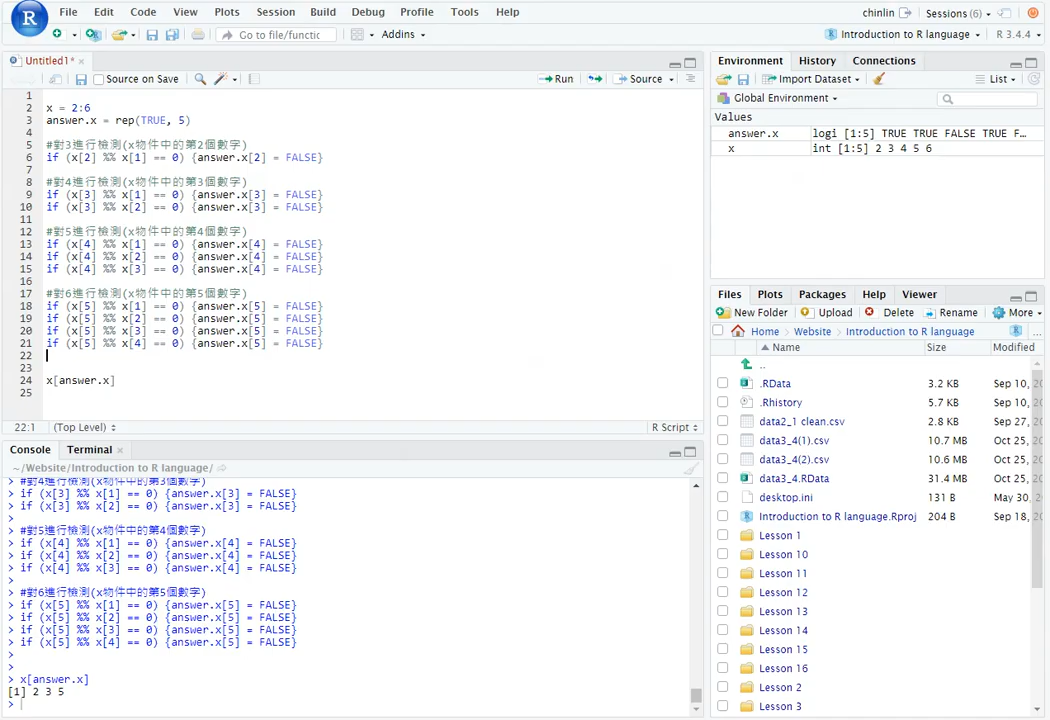 File Edit Code View Plots Session Build Debug Profile Tools Help
chinlin Sessions (6)
Go to file/functic Addins
Introduction to R language R 3.4.4
Untitled1*
Source on Save Run Source
1
2 x = 2:6
3 answer.x = rep(TRUE, 5)
4
5 #對3進行檢測(x物件中的第2個數字)
6 if (x[2] %% x[1] == 0) {answer.x[2] = FALSE}
7
8 #對4進行檢測(x物件中的第3個數字)
9 if (x[3] %% x[1] == 0) {answer.x[3] = FALSE}
10 if (x[3] %% x[2] == 0) {answer.x[3] = FALSE}
11
12 #對5進行檢測(x物件中的第4個數字)
13 if (x[4] %% x[1] == 0) {answer.x[4] = FALSE}
14 if (x[4] %% x[2] == 0) {answer.x[4] = FALSE}
15 if (x[4] %% x[3] == 0) {answer.x[4] = FALSE}
16
17 #對6進行檢測(x物件中的第5個數字)
18 if (x[5] %% x[1] == 0) {answer.x[5] = FALSE}
19 if (x[5] %% x[2] == 0) {answer.x[5] = FALSE}
20 if (x[5] %% x[3] == 0) {answer.x[5] = FALSE}
21 if (x[5] %% x[4] == 0) {answer.x[5] = FALSE}
22
23
24 x[answer.x]
25
22:1 (Top Level) R Script
Console Terminal
~/Website/Introduction to R language/
> #對4進行檢測(x物件中的第3個數字)
> if (x[3] %% x[1] == 0) {answer.x[3] = FALSE}
> if (x[3] %% x[2] == 0) {answer.x[3] = FALSE}
>
> #對5進行檢測(x物件中的第4個數字)
> if (x[4] %% x[1] == 0) {answer.x[4] = FALSE}
> if (x[4] %% x[2] == 0) {answer.x[4] = FALSE}
> if (x[4] %% x[3] == 0) {answer.x[4] = FALSE}
>
> #對6進行檢測(x物件中的第5個數字)
> if (x[5] %% x[1] == 0) {answer.x[5] = FALSE}
> if (x[5] %% x[2] == 0) {answer.x[5] = FALSE}
> if (x[5] %% x[3] == 0) {answer.x[5] = FALSE}
> if (x[5] %% x[4] == 0) {answer.x[5] = FALSE}
>
>
> x[answer.x]
[1] 2 3 5
>
Environment History Connections
Import Dataset List
Global Environment
Values
answer.x logi [1:5] TRUE TRUE FALSE TRUE F…
x int [1:5] 2 3 4 5 6
Files Plots Packages Help Viewer
New Folder Upload Delete Rename More
Home Website Introduction to R language ...
Name Size Modified
..
.RData 3.2 KB Sep 10, 20
.Rhistory 5.7 KB Sep 10, 20
data2_1 clean.csv 2.8 KB Sep 27, 20
data3_4(1).csv 10.7 MB Oct 25, 20
data3_4(2).csv 10.6 MB Oct 25, 20
data3_4.RData 31.4 MB Oct 25, 20
desktop.ini 131 B May 30, 20
Introduction to R language.Rproj 204 B Sep 18, 20
Lesson 1
Lesson 10
Lesson 11
Lesson 12
Lesson 13
Lesson 14
Lesson 15
Lesson 16
Lesson 2
Lesson 3